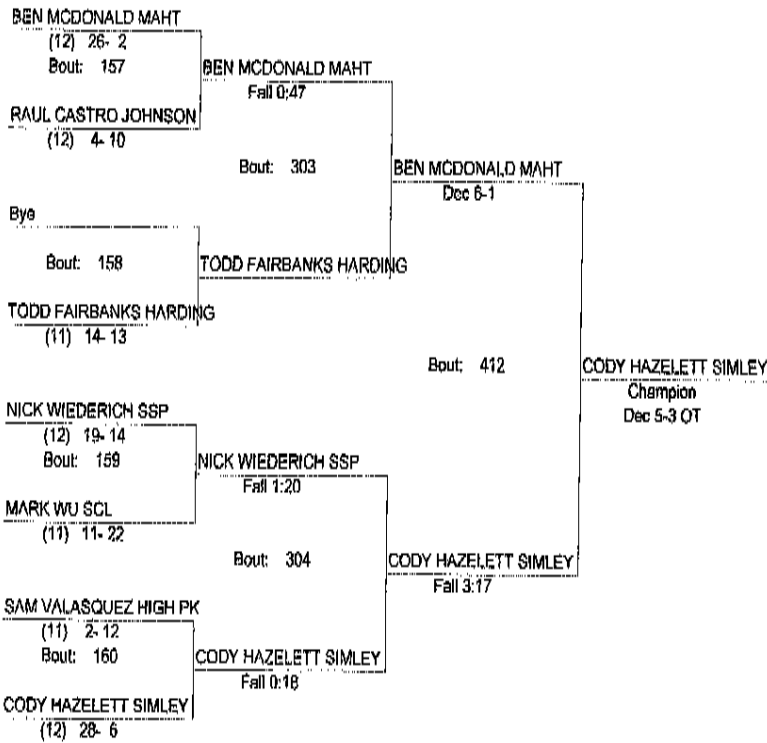 BEN MCDONALD MAHT
(12) 26- 2
Bout: 157
BEN MCDONALD MAHT
Fall 0:47
RAUL CASTRO JOHNSON
(12) 4- 10
Bout: 303
BEN MCDONALD MAHT
Dec 6-1
Bye
Bout: 158
TODD FAIRBANKS HARDING
TODD FAIRBANKS HARDING
(11) 14- 13
Bout: 412
CODY HAZELETT SIMLEY
Champion
Dec 5-3 OT
NICK WIEDERICH SSP
(12) 19- 14
Bout: 159
NICK WIEDERICH SSP
Fall 1:20
MARK WU SCL
(11) 11- 22
Bout: 304
CODY HAZELETT SIMLEY
Fall 3:17
SAM VALASQUEZ HIGH PK
(11) 2- 12
Bout: 160
CODY HAZELETT SIMLEY
Fall 0:18
CODY HAZELETT SIMLEY
(12) 28- 6